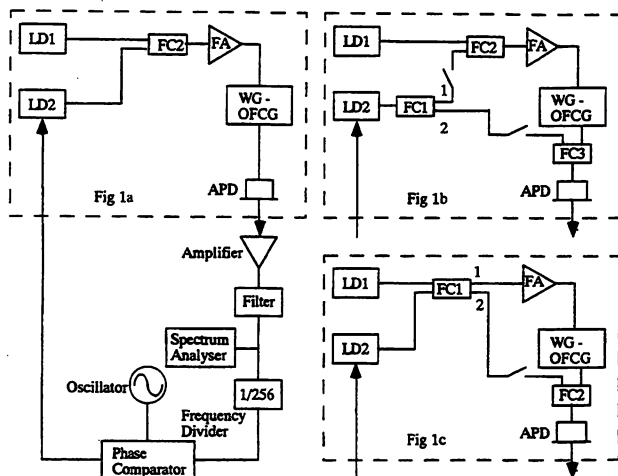 LD1
FC2
FA
LD2
WG -
OFCG
APD
Fig 1a
Amplifier
Filter
Spectrum
Analyser
Oscillator
1/256
Frequency
Divider
Phase
Comparator
LD1
FC2
FA
1
LD2
FC1
2
WG -
OFCG
FC3
APD
Fig 1b
LD1
FC1
1
2
FA
LD2
WG -
OFCG
FC2
APD
Fig 1c